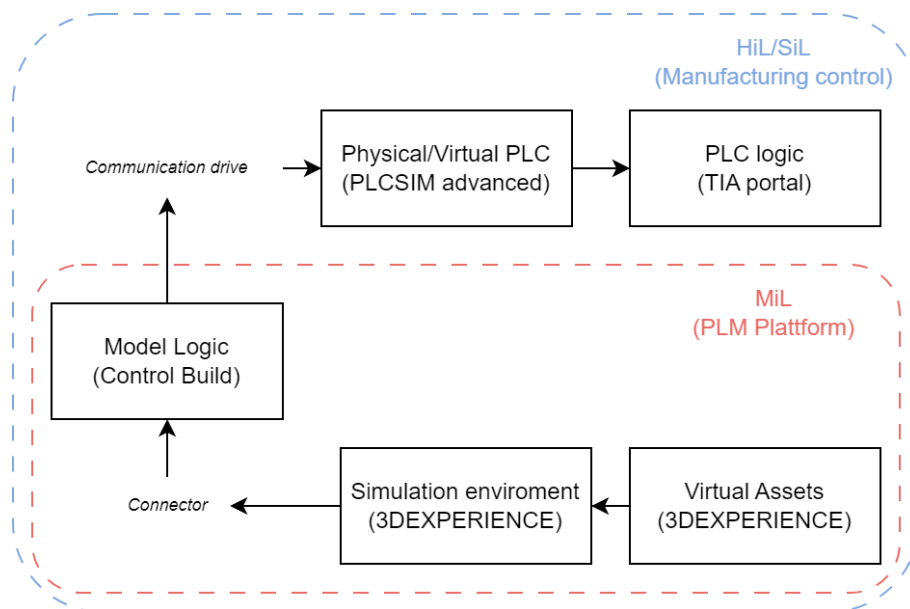 HiL/SiL
(Manufacturing control)
Communication drive
Physical/Virtual PLC
(PLCSIM advanced)
PLC logic
(TIA portal)
MiL
(PLM Plattform)
Model Logic
(Control Build)
Connector
Simulation enviroment
(3DEXPERIENCE)
Virtual Assets
(3DEXPERIENCE)